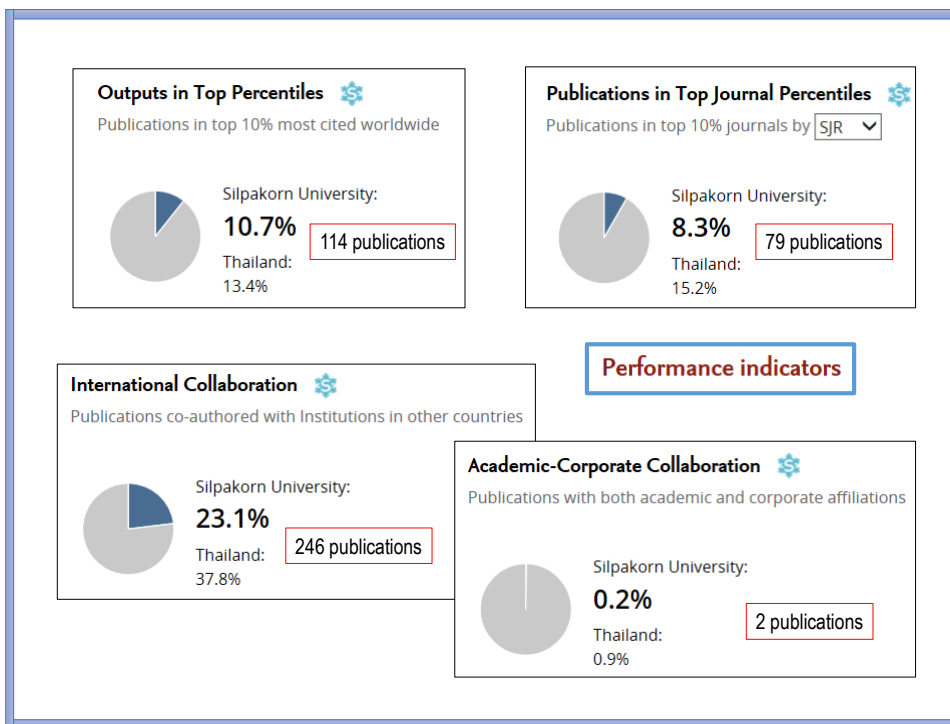 Outputs in Top Percentiles
Publications in top 10% most cited worldwide
Silpakorn University:
10.7%
114 publications
Thailand:
13.4%
Publications in Top Journal Percentiles
Publications in top 10% journals by SJR
Silpakorn University:
8.3%
79 publications
Thailand:
15.2%
Performance indicators
International Collaboration
Publications co-authored with Institutions in other countries
Silpakorn University:
23.1%
246 publications
Thailand:
37.8%
Academic-Corporate Collaboration
Publications with both academic and corporate affiliations
Silpakorn University:
0.2%
2 publications
Thailand:
0.9%